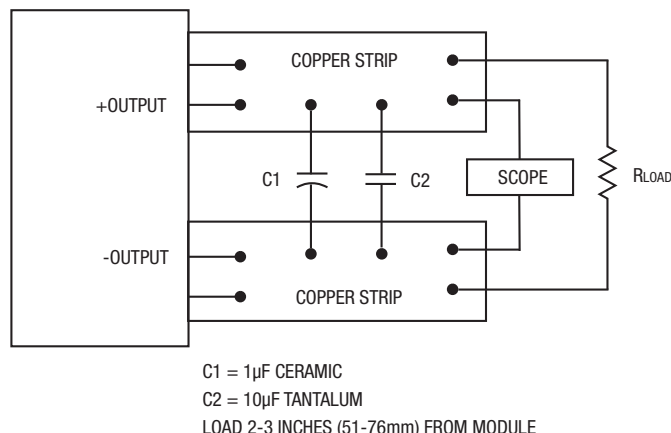 COPPER STRIP
+OUTPUT
C1
C2
SCOPE
RLOAD
-OUTPUT
COPPER STRIP
C1 = 1µF CERAMIC
C2 = 10µF TANTALUM
LOAD 2-3 INCHES (51-76mm) FROM MODULE